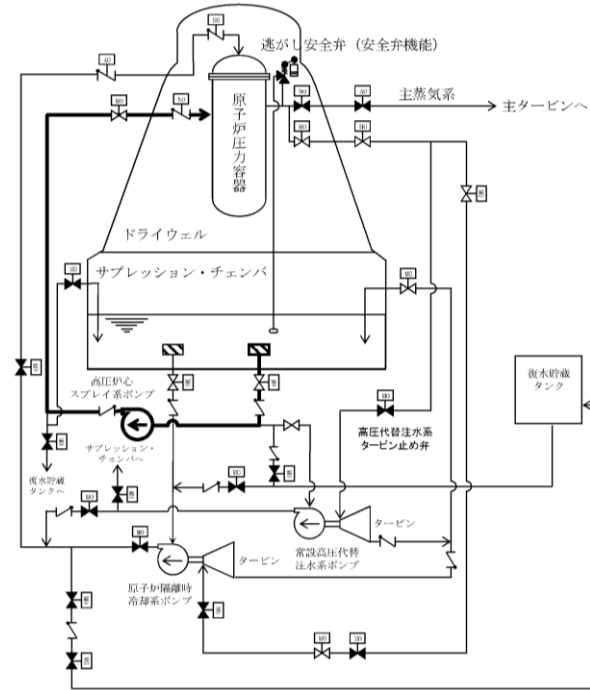 逃がし安全弁（安全弁機能）
主蒸気系
主タービンへ
原子炉圧力容器
ドライウェル
サプレッション・チェンバ
高圧炉心
スプレイ系ポンプ
復水貯蔵
タンク
高圧代替注水系
タービン止め弁
サプレッション・
チェンバへ
復水貯蔵
タンクへ
タービン
常設高圧代替
注水系ポンプ
タービン
原子炉隔離時
冷却系ポンプ